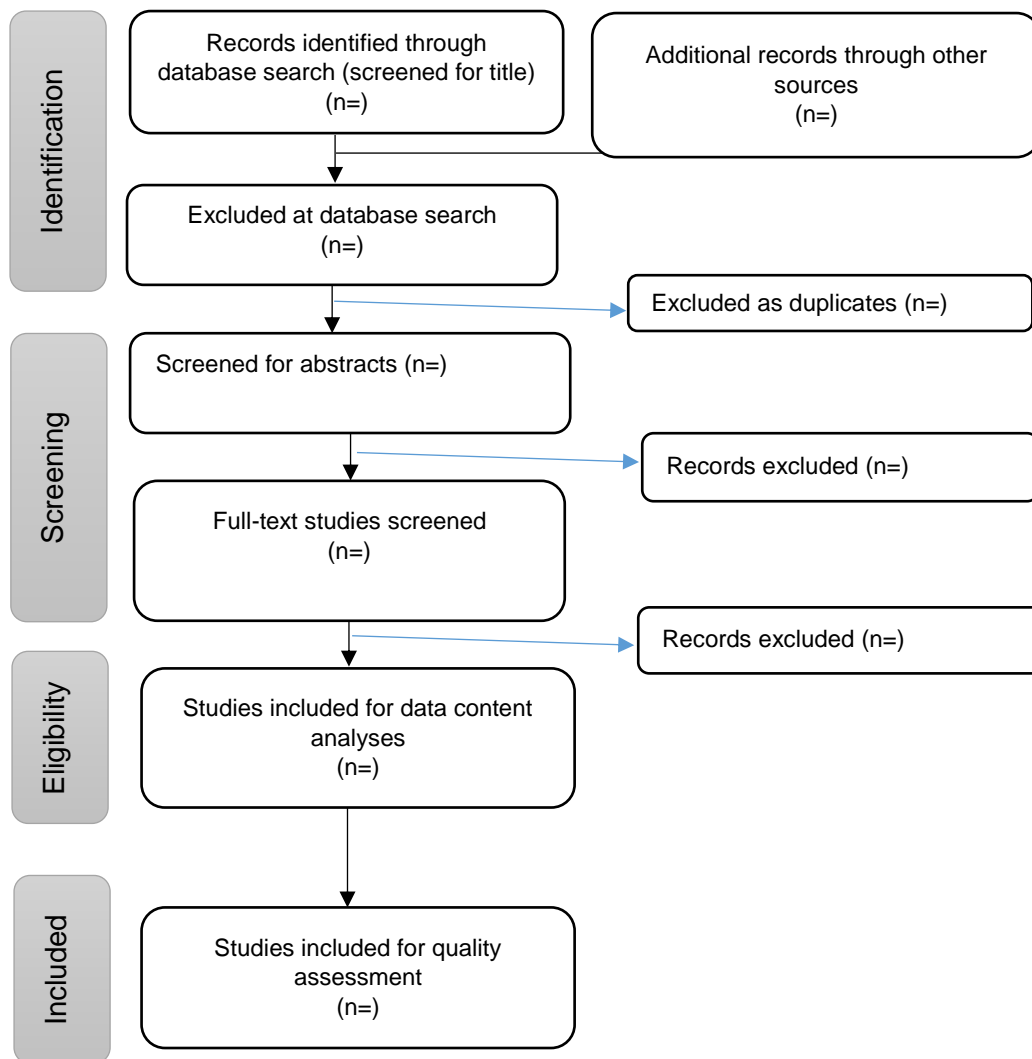 Identification
Records identified through
database search (screened for title)
(n=)
Additional records through other
sources
(n=)
Excluded at database search
(n=)
Excluded as duplicates (n=)
Screening
Screened for abstracts (n=)
Records excluded (n=)
Full-text studies screened
(n=)
Records excluded (n=)
Eligibility
Studies included for data content
analyses
(n=)
Included
Studies included for quality
assessment
(n=)